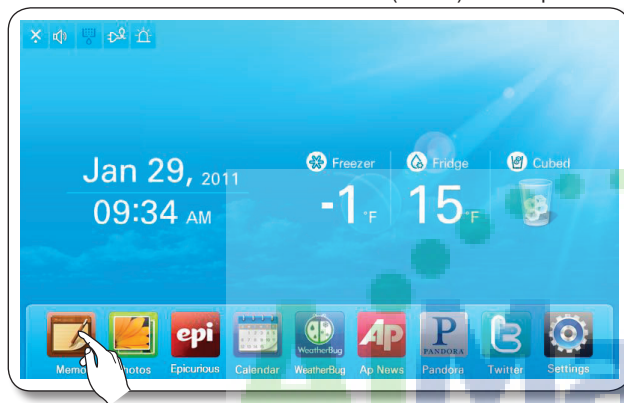 Jan 29, 2011
09:34 AM
Freezer
-1 °F
Fridge
15 °F
Cubed
epi
WeatherBug
Ap
P
PANDORA
Memo
Photos
Epicurious
Calendar
WeatherBug
Ap News
Pandora
Twitter
Settings